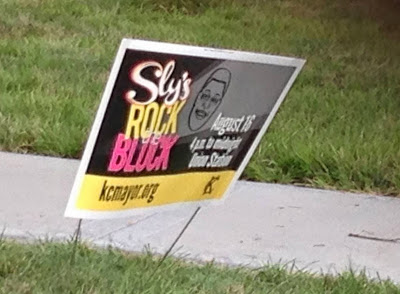 Sly's
ROCK
the
BLOCK
August 16
4 p.m. to midnight
Union Station
kcmayor.org